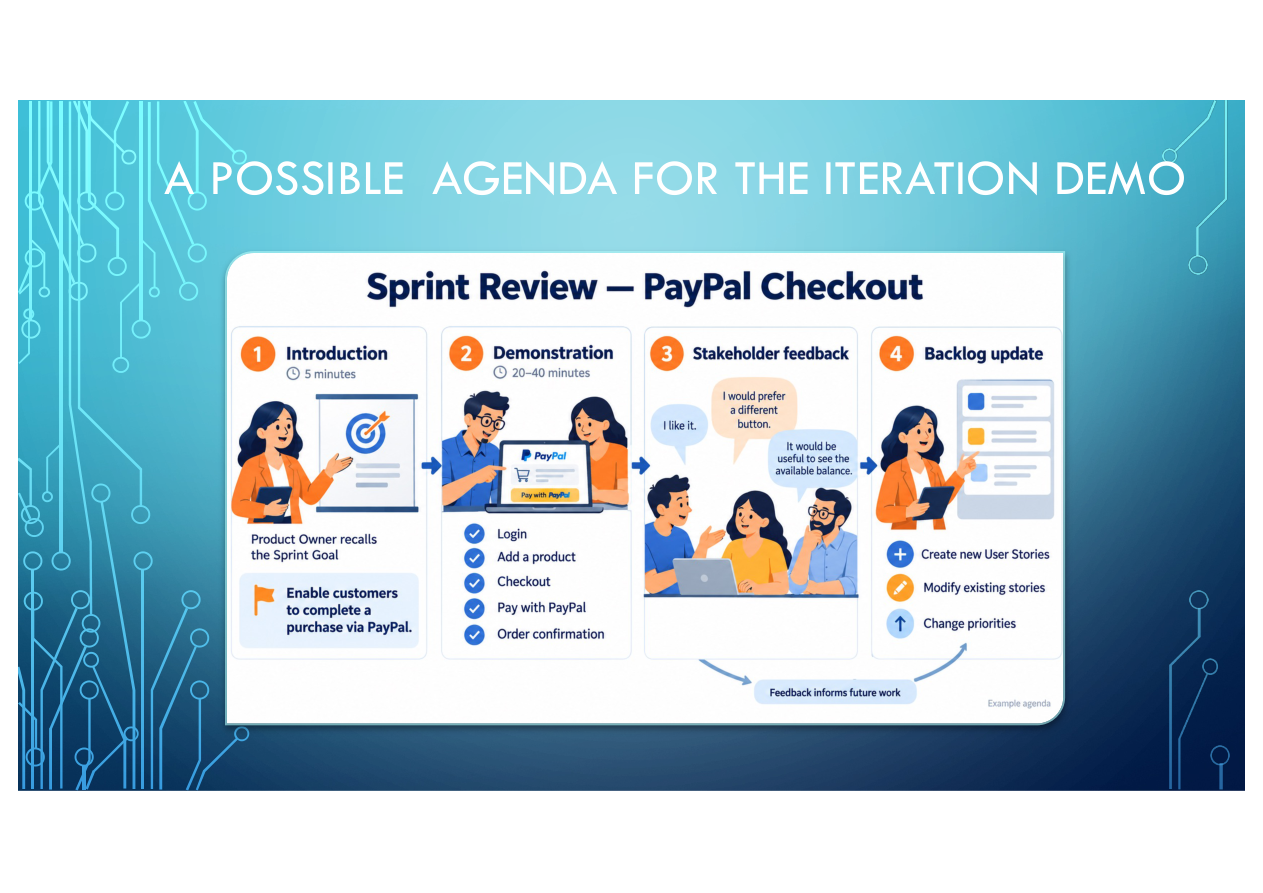 A POSSIBLE AGENDA FOR THE ITERATION DEMO
Sprint Review — PayPal Checkout
1 Introduction
5 minutes
Product Owner recalls
the Sprint Goal
Enable customers
to complete a
purchase via PayPal.
2 Demonstration
20–40 minutes
PayPal
Pay with PayPal
Login
Add a product
Checkout
Pay with PayPal
Order confirmation
3 Stakeholder feedback
I like it.
I would prefer
a different
button.
It would be
useful to see the
available balance.
4 Backlog update
Create new User Stories
Modify existing stories
Change priorities
Feedback informs future work
Example agenda